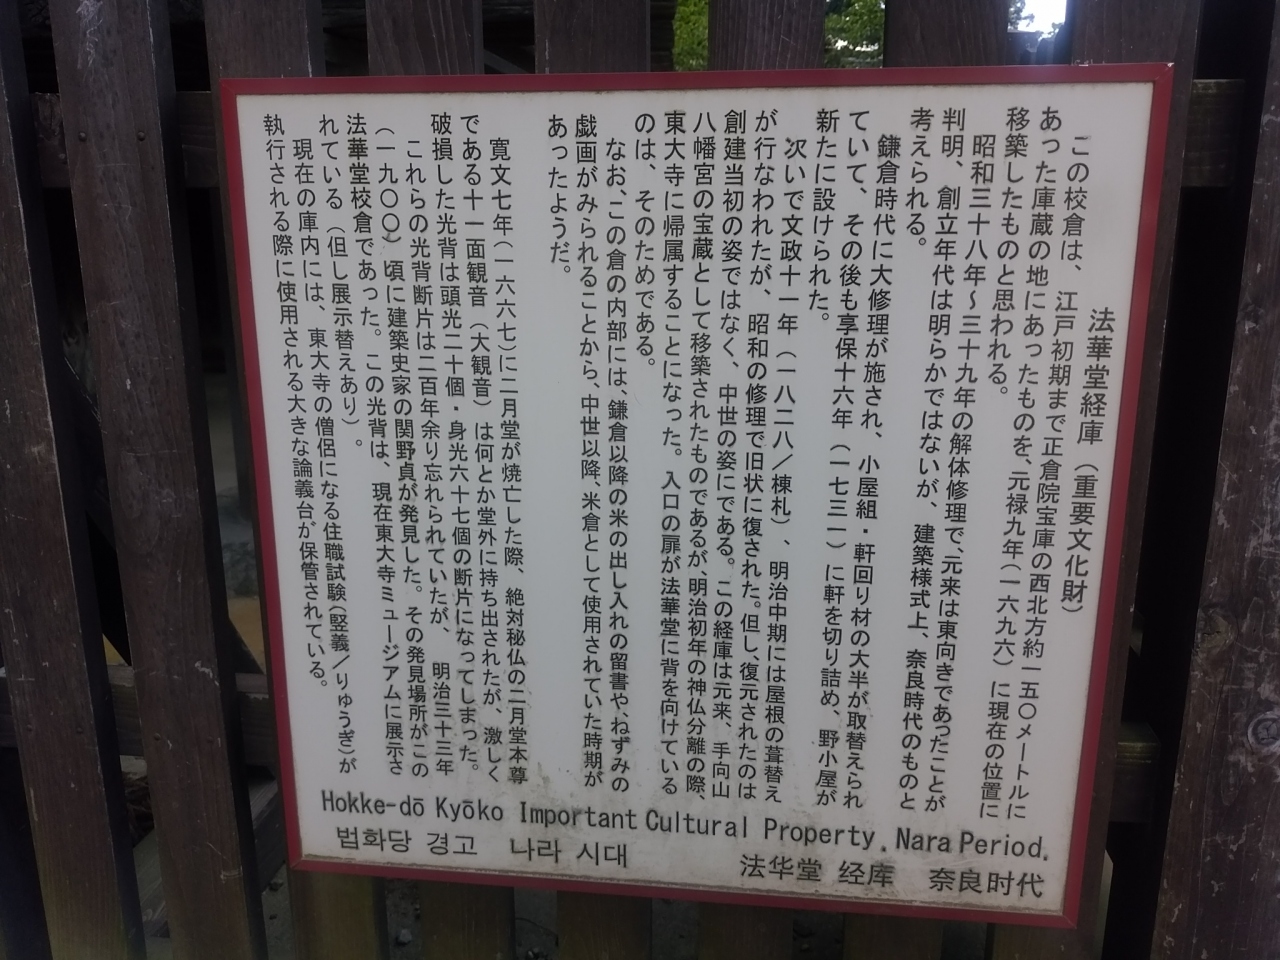 法華堂経庫（重要文化財）
この校倉は、江戸初期まで正倉院宝庫の西北方約一五〇メートルに
あった庫蔵の地にあったものを、元禄九年（一六九六）に現在の位置に
移築したものと思われる。
昭和三十八年～三十九年の解体修理で、元来は東向きであったことが
判明、創立年代は明らかではないが、建築様式上、奈良時代のものと
考えられる。
鎌倉時代に大修理が施され、小屋組・軒回り材の大半が取替えられ
ていて、その後も享保十六年（一七三一）に軒を切り詰め、野小屋が
新たに設けられた。
次いで文政十一年（一八二八／棟札）、明治中期には屋根の葺替え
が行なわれたが、昭和の修理で旧状に復された。但し、復元されたのは
創建当初の姿ではなく、中世の姿にである。この経庫は元来、手向山
八幡宮の宝蔵として移築されたものであるが、明治初年の神仏分離の際、
東大寺に帰属することになった。入口の扉が法華堂に背を向けている
のは、そのためである。
なお、この倉の内部には、鎌倉以降の米の出し入れの留書や、ねずみの
戯画がみられることから、中世以降、米倉として使用されていた時期が
あったようだ。
寛文七年（一六六七）に二月堂が焼亡した際、絶対秘仏の二月堂本尊
である十一面観音（大観音）は何とか堂外に持ち出されたが、激しく
破損した光背は頭光二十個・身光六十七個の断片になってしまった。
これらの光背断片は二百年余り忘れられていたが、明治三十三年
（一九〇〇）頃に建築史家の関野貞が発見した。その発見場所がこの
法華堂校倉であった。この光背は、現在東大寺ミュージアムに展示さ
れている（但し展示替えあり）。
現在の庫内には、東大寺の僧侶になる住職試験（竪義／りゅうぎ）が
執行される際に使用される大きな論義台が保管されている。
Hokke-dō Kyōko Important Cultural Property. Nara Period.
법화당 경고 나라 시대 法华堂 经库 奈良时代